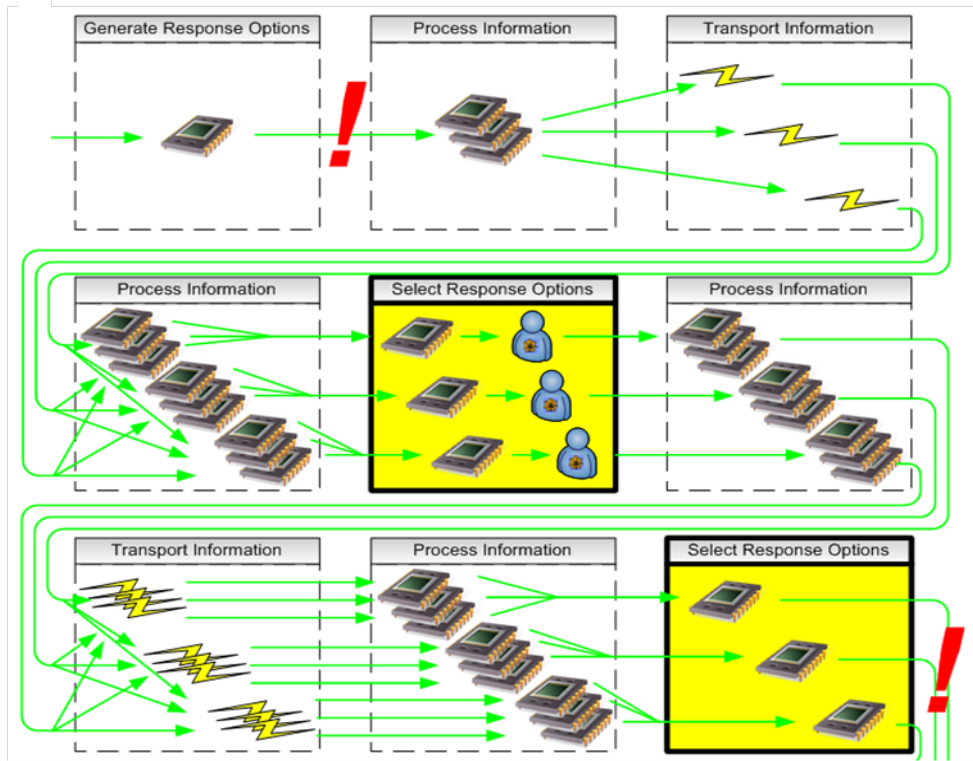 Generate Response Options
Process Information
Transport Information
Process Information
Select Response Options
Process Information
Transport Information
Process Information
Select Response Options